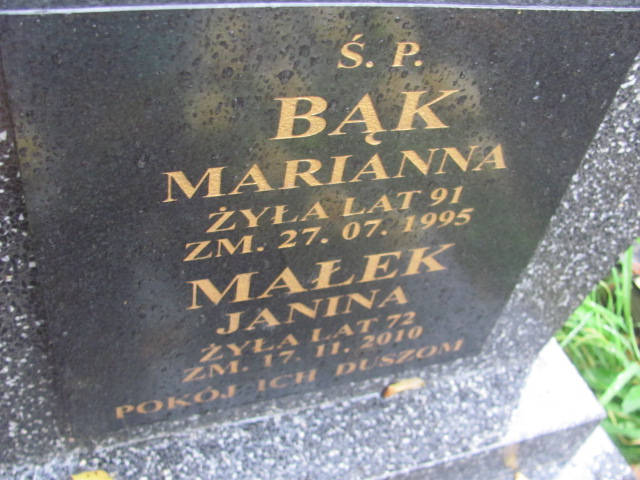 Ś. P.
BĄK
MARIANNA
ŻYŁA LAT 91
ZM. 27. 07. 1995
MAŁEK
JANINA
ŻYŁA LAT 72
ZM. 17. 11. 2010
POKÓJ ICH DUSZOM